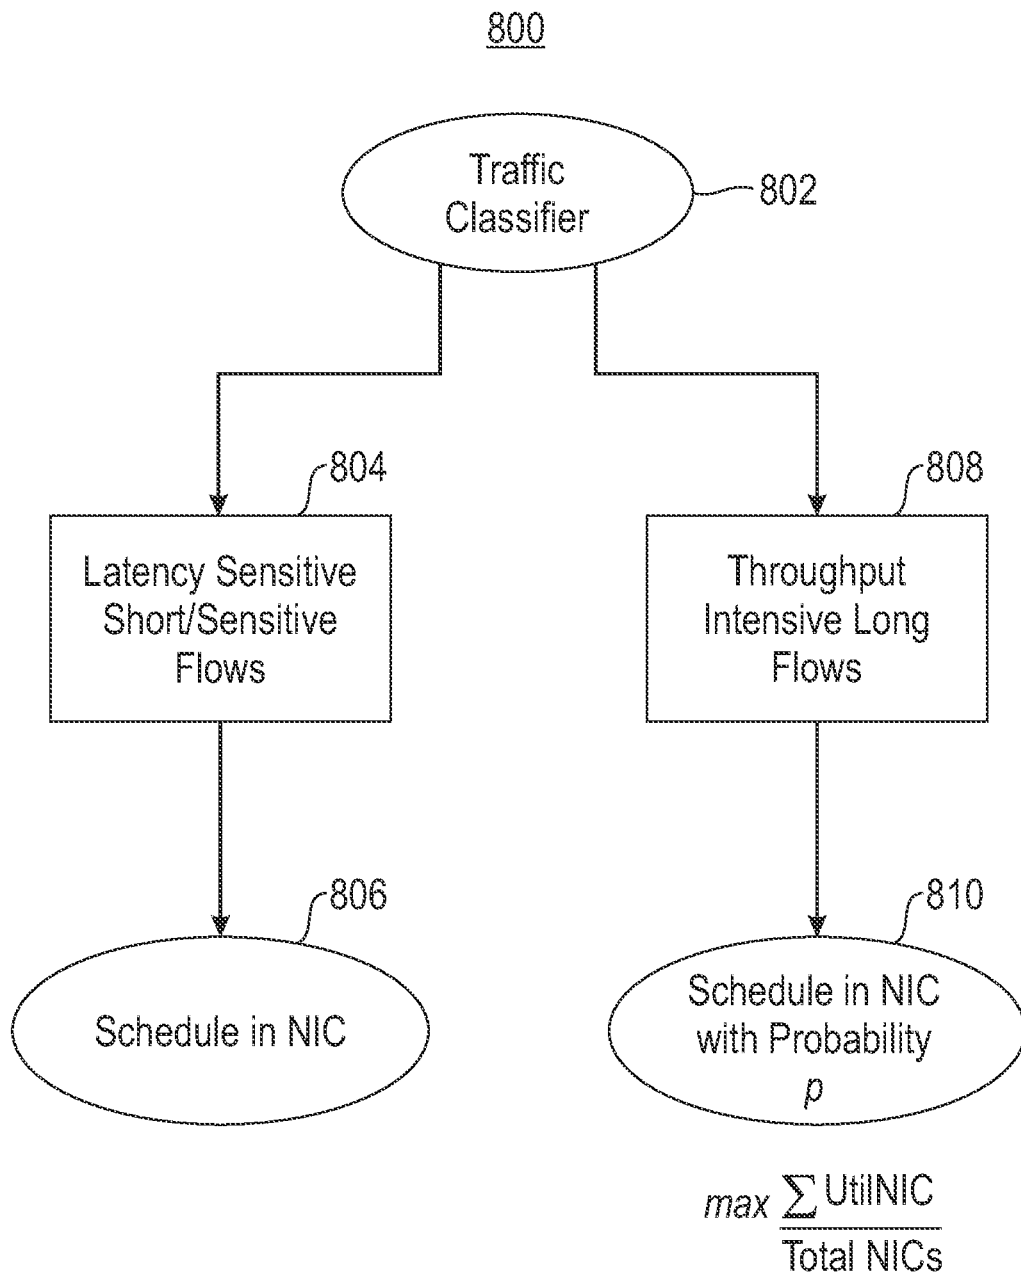 800
Traffic
Classifier
802
804
Latency Sensitive
Short/Sensitive
Flows
808
Throughput
Intensive Long
Flows
806
Schedule in NIC
810
Schedule in NIC
with Probability
p
max ∑ UtilNIC
Total NICs